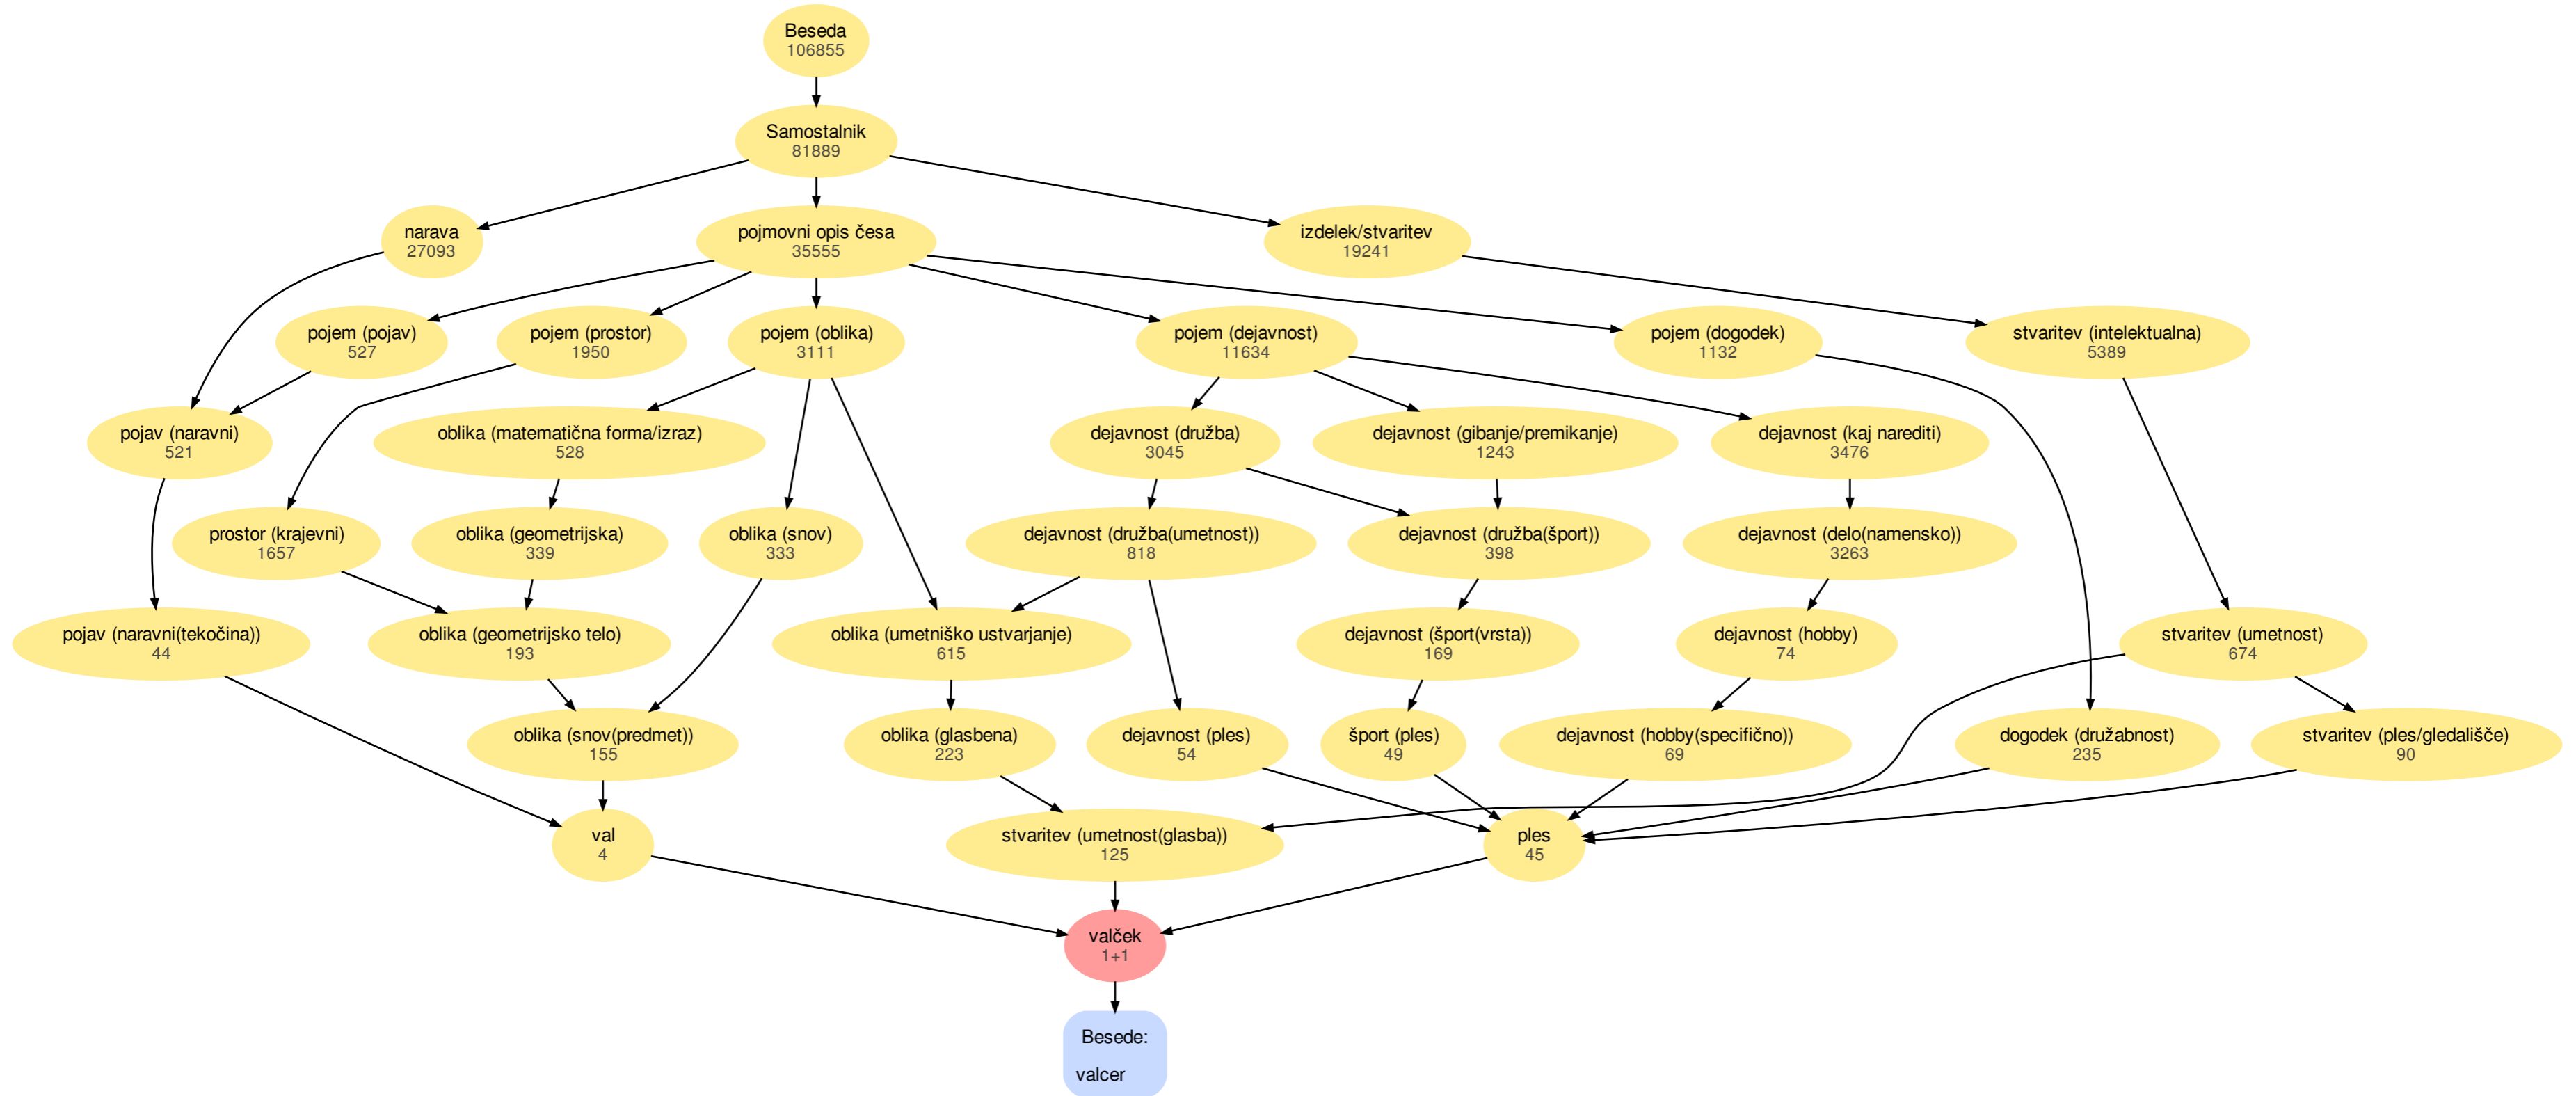 Beseda
106855
Samostalnik
81889
narava
27093
pojmovni opis česa
35555
izdelek/stvaritev
19241
pojem (pojav)
527
pojem (prostor)
1950
pojem (oblika)
3111
pojem (dejavnost)
11634
pojem (dogodek)
1132
stvaritev (intelektualna)
5389
pojav (naravni)
521
oblika (matematična forma/izraz)
528
dejavnost (družba)
3045
dejavnost (gibanje/premikanje)
1243
dejavnost (kaj narediti)
3476
prostor (krajevni)
1657
oblika (geometrijska)
339
oblika (snov)
333
dejavnost (družba(umetnost))
818
dejavnost (družba(šport))
398
dejavnost (delo(namensko))
3263
pojav (naravni(tekočina))
44
oblika (geometrijsko telo)
193
oblika (umetniško ustvarjanje)
615
dejavnost (šport(vrsta))
169
dejavnost (hobby)
74
stvaritev (umetnost)
674
oblika (snov(predmet))
155
oblika (glasbena)
223
dejavnost (ples)
54
šport (ples)
49
dejavnost (hobby(specifično))
69
dogodek (družabnost)
235
stvaritev (ples/gledališče)
90
val
4
stvaritev (umetnost(glasba))
125
ples
45
valček
1+1
Besede:
valcer